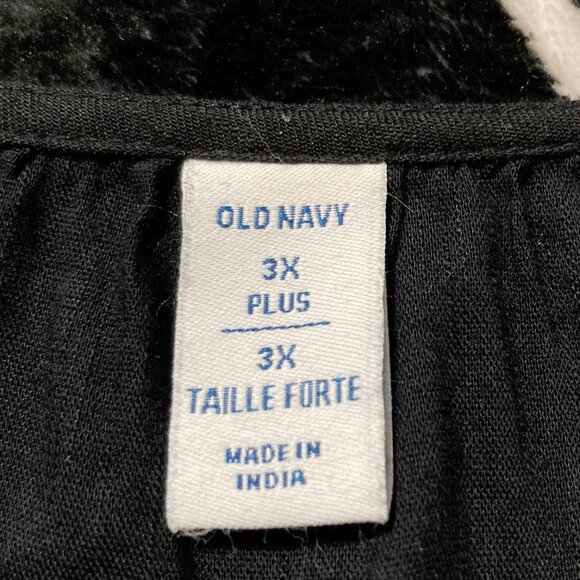 OLD NAVY
3X
PLUS
3X
TAILLE FORTE
MADE IN
INDIA